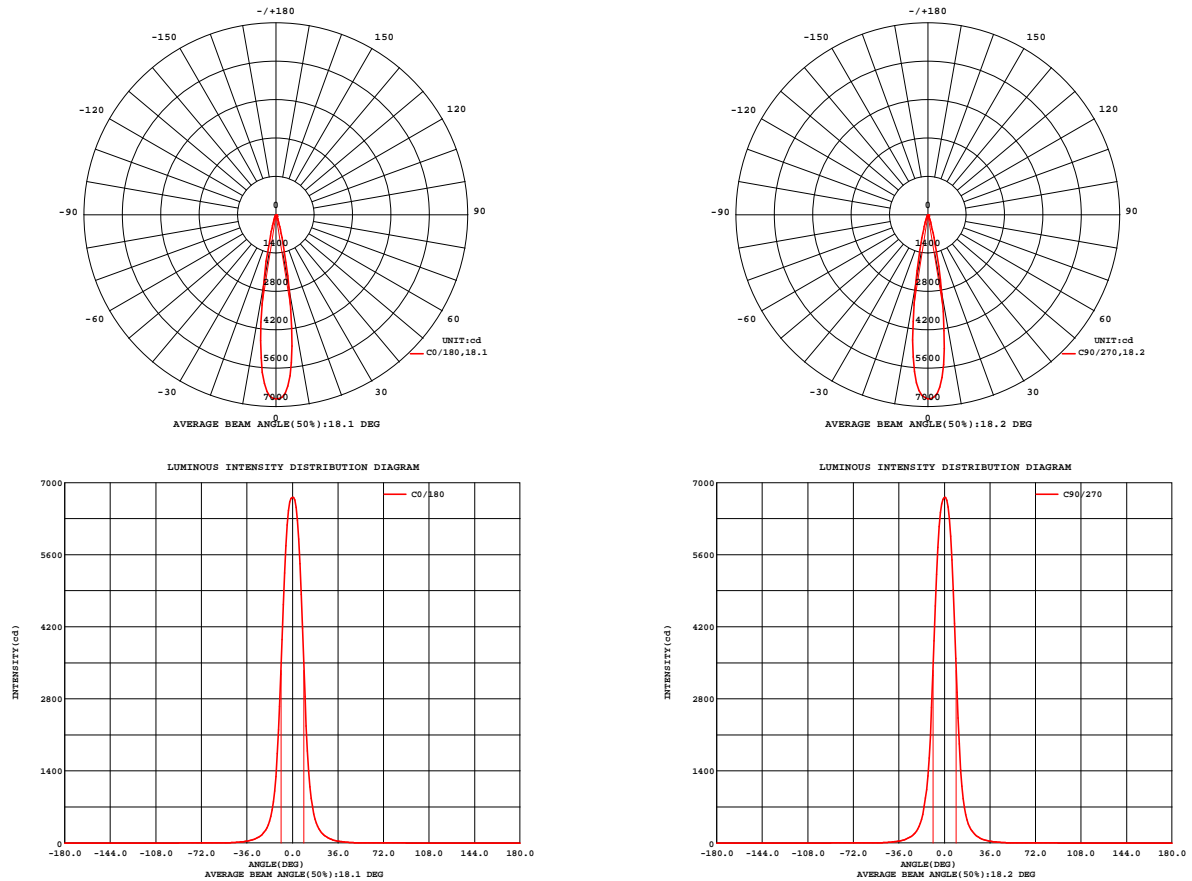 -/+180
-150 150
-120 120
-90 90
-60 60
-30 30
0
0
1400
2800
4200
5600
7000
UNIT:cd
C0/180,18.1
AVERAGE BEAM ANGLE(50%):18.1 DEG
-/+180
-150 150
-120 120
-90 90
-60 60
-30 30
0
0
1400
2800
4200
5600
7000
UNIT:cd
C90/270,18.2
AVERAGE BEAM ANGLE(50%):18.2 DEG
LUMINOUS INTENSITY DISTRIBUTION DIAGRAM
C0/180
7000
5600
4200
2800
1400
0
INTENSITY(cd)
-180.0 -144.0 -108.0 -72.0 -36.0 0.0 36.0 72.0 108.0 144.0 180.0
ANGLE(DEG)
AVERAGE BEAM ANGLE(50%):18.1 DEG
LUMINOUS INTENSITY DISTRIBUTION DIAGRAM
C90/270
7000
5600
4200
2800
1400
0
INTENSITY(cd)
-180.0 -144.0 -108.0 -72.0 -36.0 0.0 36.0 72.0 108.0 144.0 180.0
ANGLE(DEG)
AVERAGE BEAM ANGLE(50%):18.2 DEG